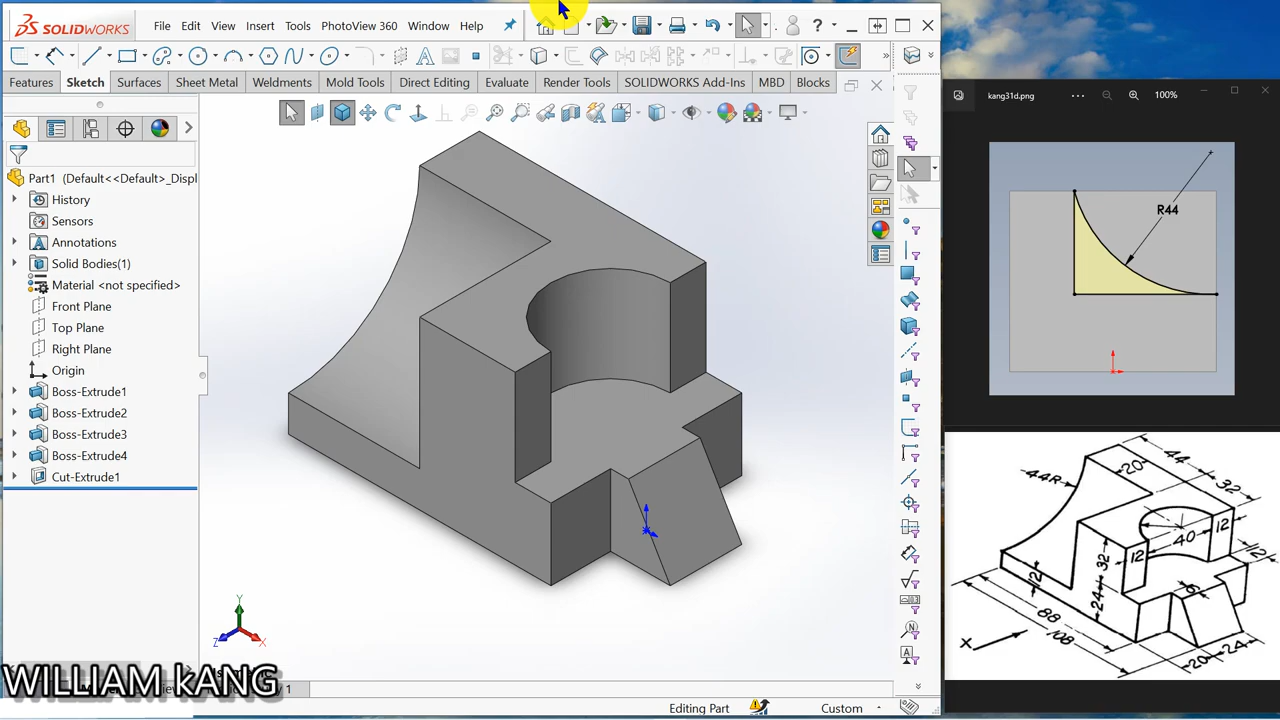 SOLIDWORKS File Edit View Insert Tools PhotoView 360 Window Help
Features Sketch Surfaces Sheet Metal Weldments Mold Tools Direct Editing Evaluate Render Tools SOLIDWORKS Add-Ins MBD Blocks
Part1 (Default<<Default>_Displ
History
Sensors
Annotations
Solid Bodies(1)
Material <not specified>
Front Plane
Top Plane
Right Plane
Origin
Boss-Extrude1
Boss-Extrude2
Boss-Extrude3
Boss-Extrude4
Cut-Extrude1
Y
Z
X
WILLIAM kANG
Editing Part
Custom
kang31d.png
100%
R44
20
44
32
44R
12
40
12
12
32
12
24
6
88
108
X
20
24